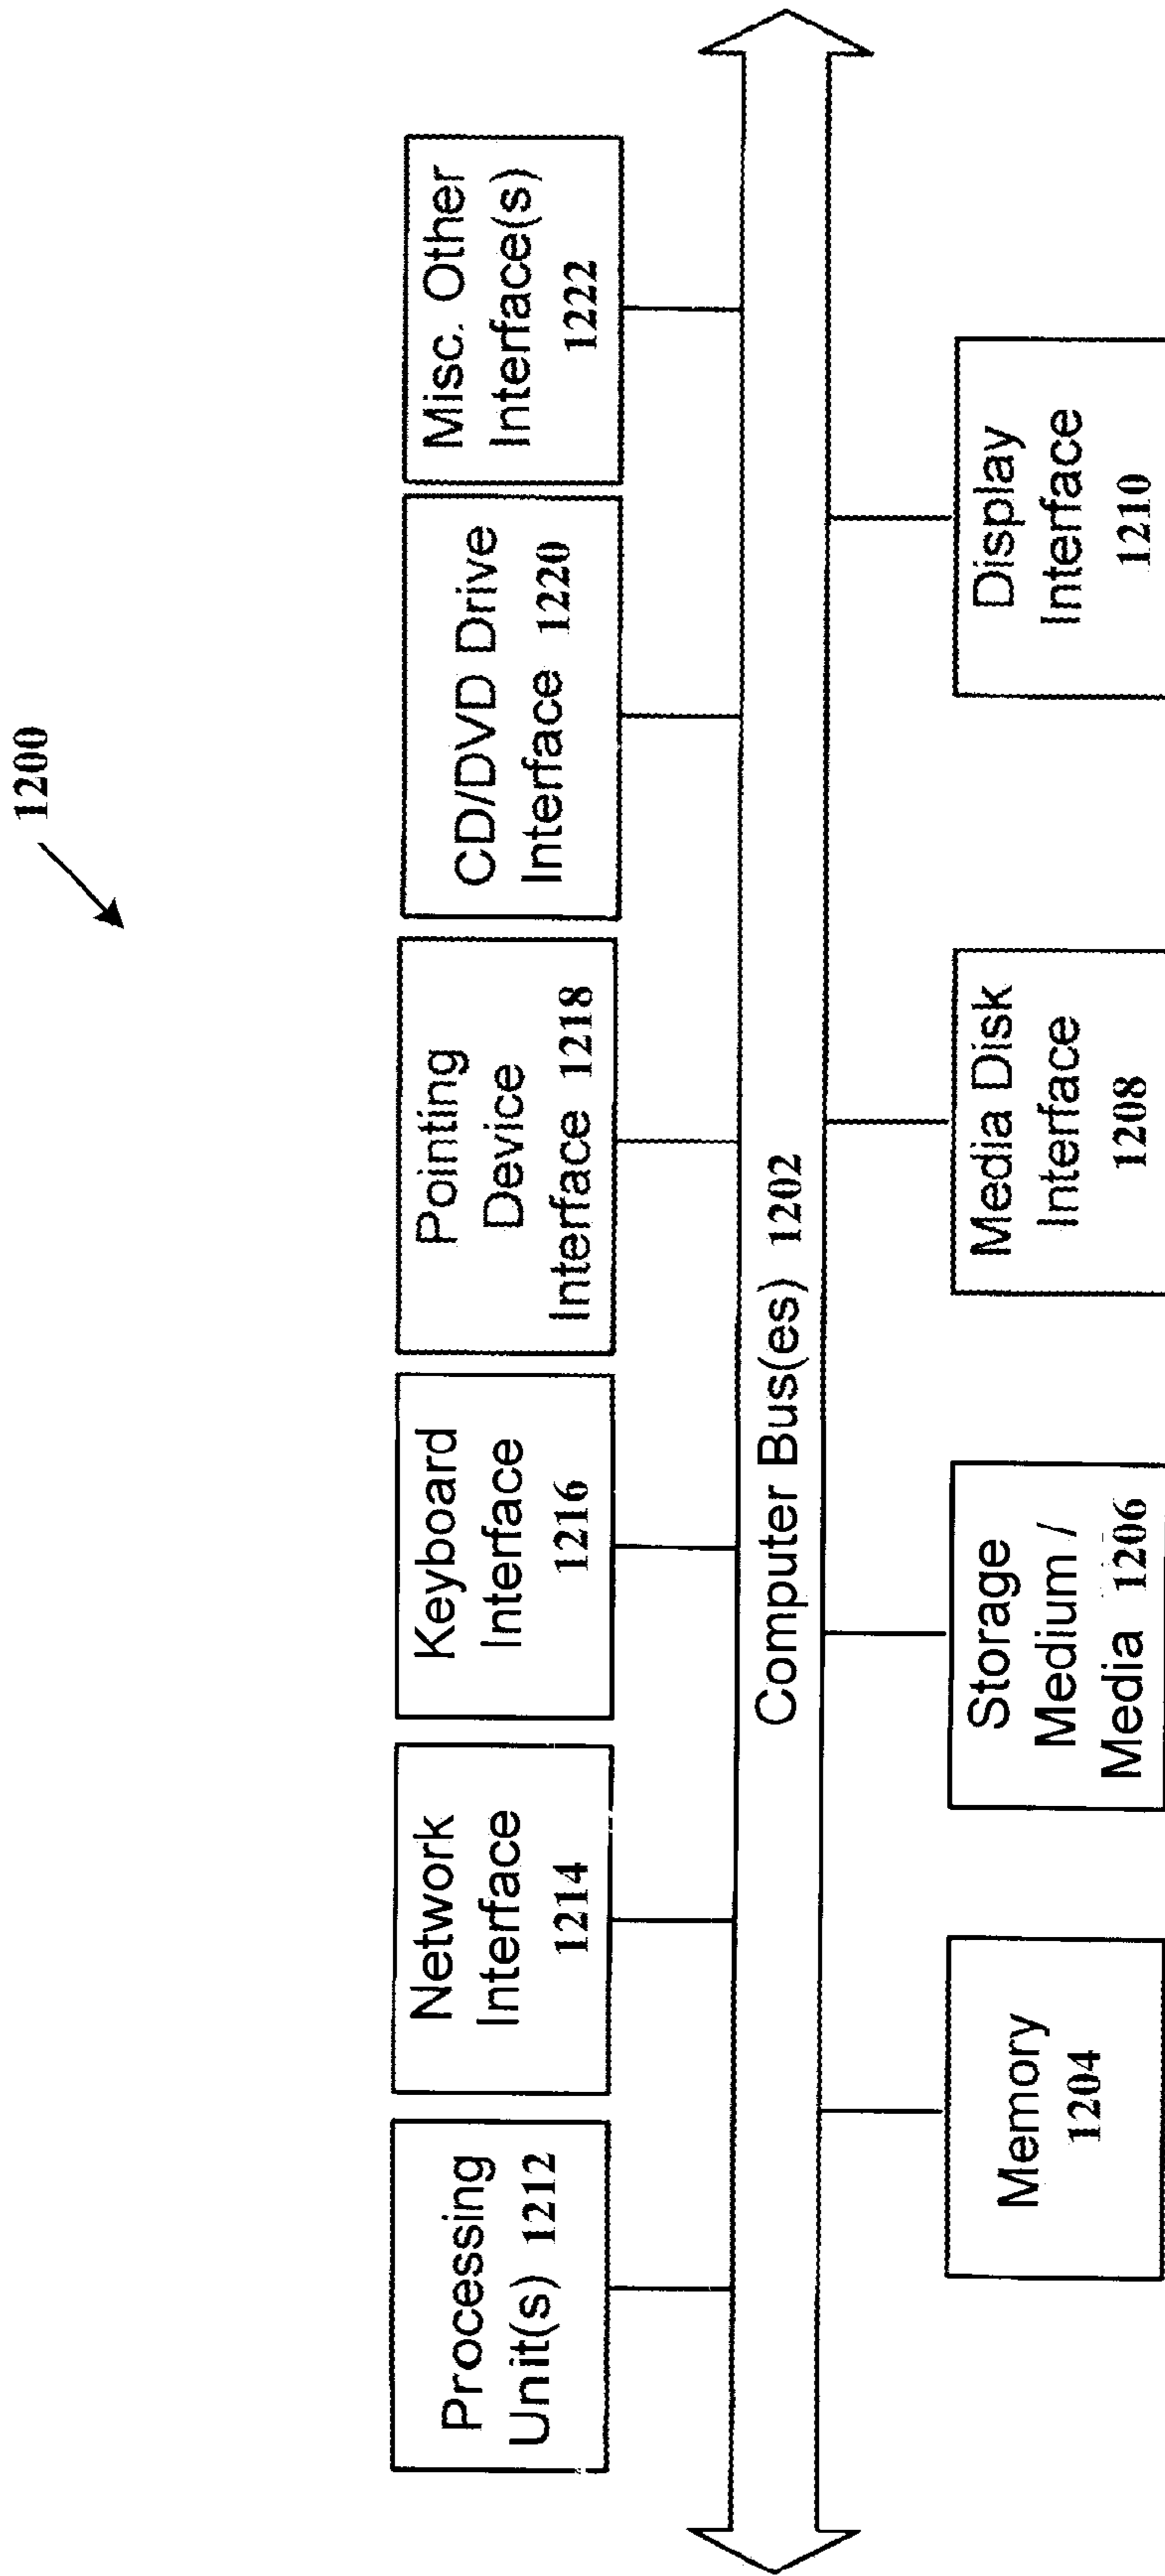 1200
Processing
Unit(s) 1212
Network
Interface
1214
Keyboard
Interface
1216
Pointing
Device
Interface 1218
CD/DVD Drive
Interface 1220
Misc. Other
Interface(s)
1222
Computer Bus(es) 1202
Memory
1204
Storage
Medium /
Media 1206
Media Disk
Interface
1208
Display
Interface
1210